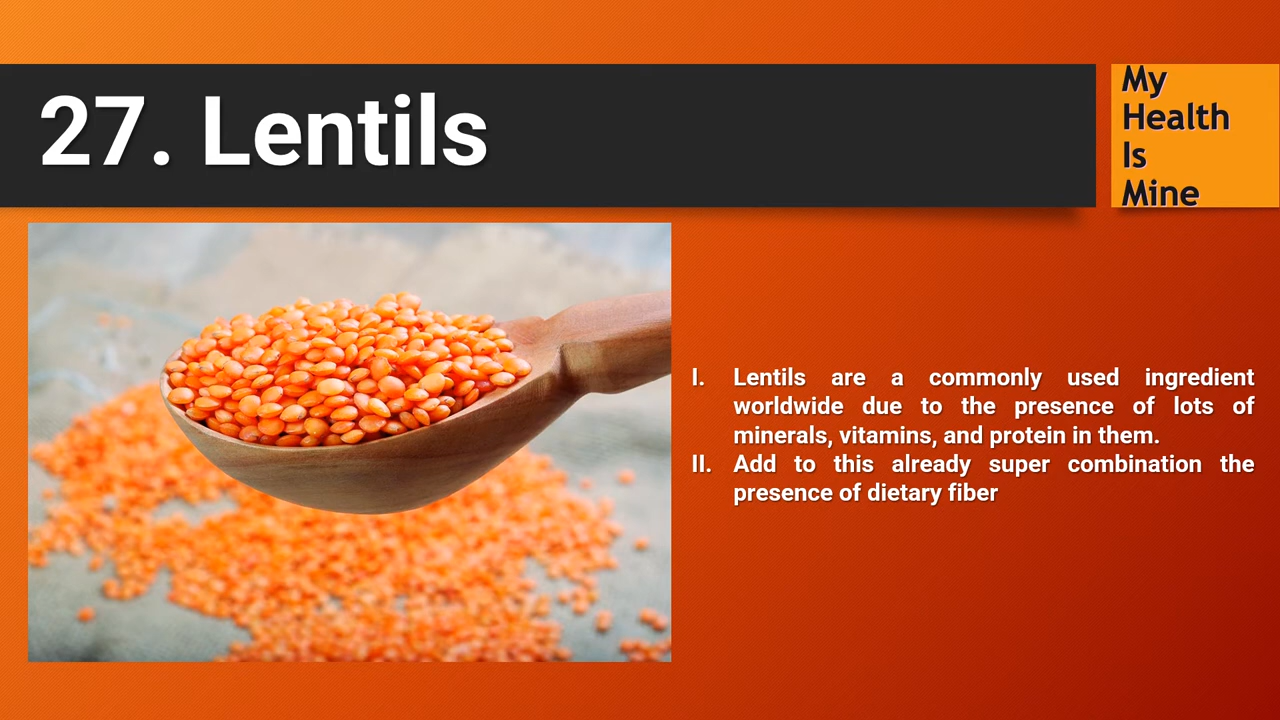 27. Lentils
My
Health
Is
Mine
I. Lentils are a commonly used ingredient
worldwide due to the presence of lots of
minerals, vitamins, and protein in them.
II. Add to this already super combination the
presence of dietary fiber